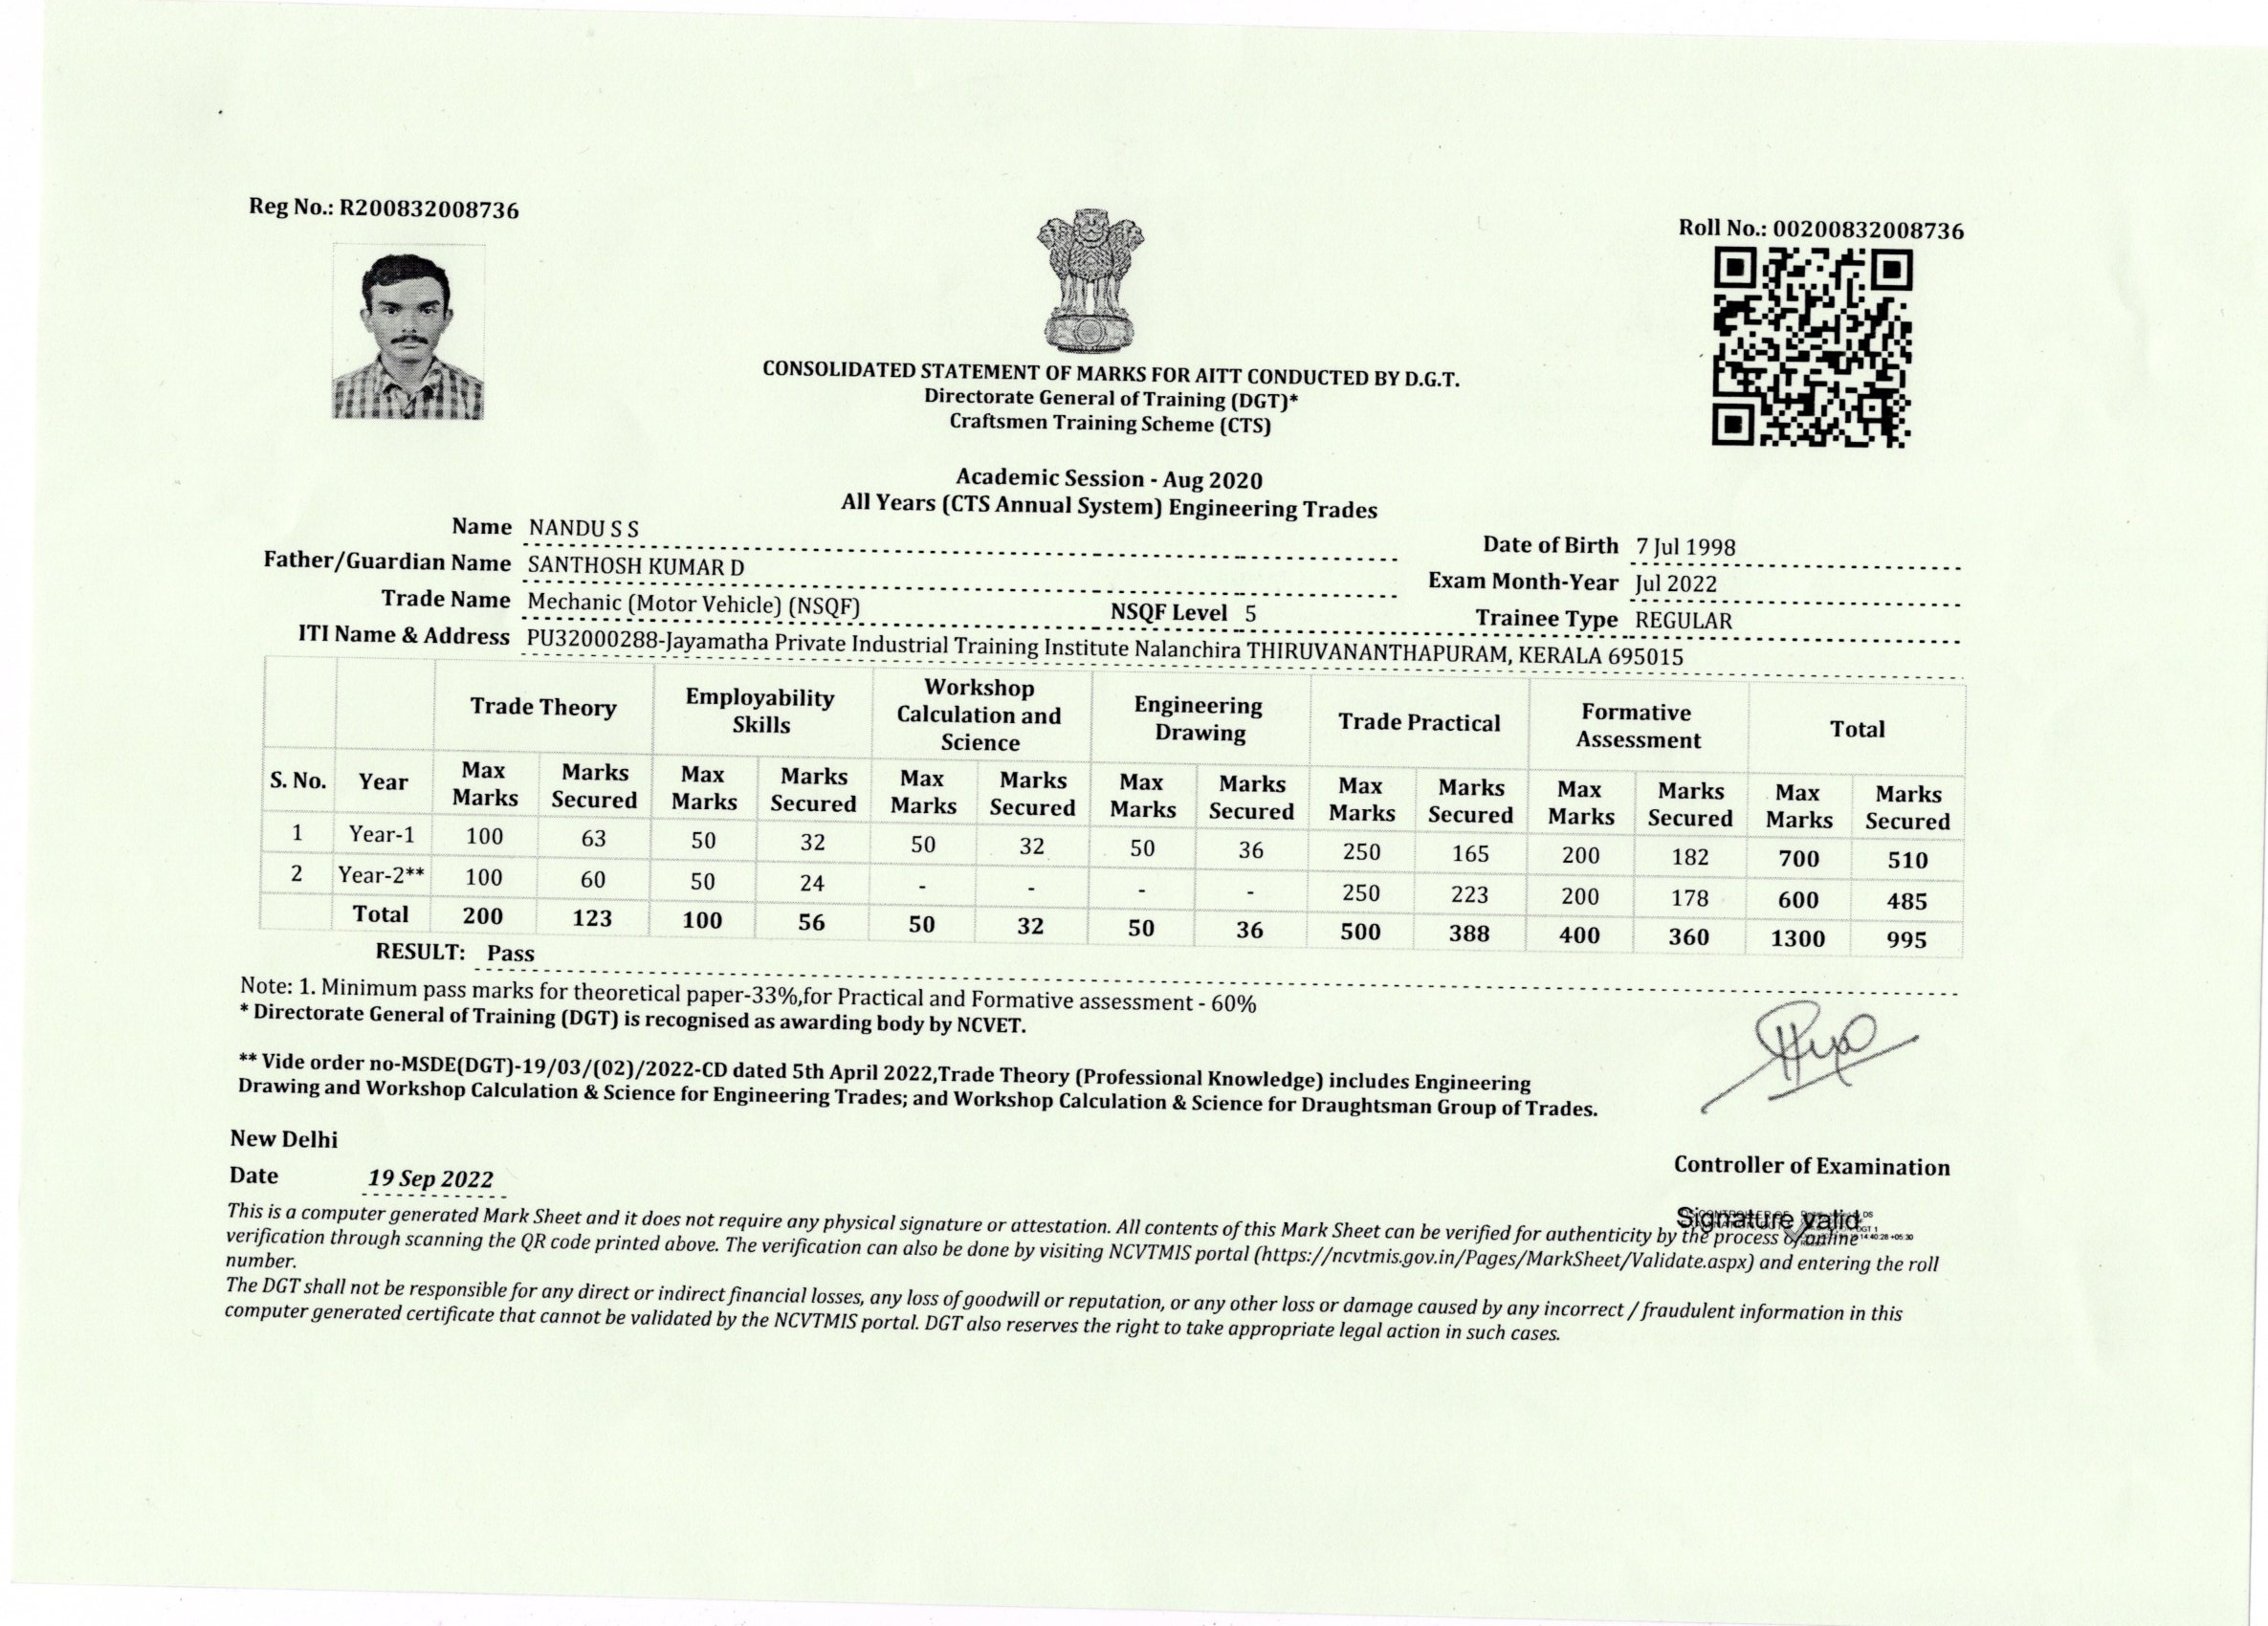 Reg No.: R200832008736
Roll No.: 00200832008736
CONSOLIDATED STATEMENT OF MARKS FOR AITT CONDUCTED BY D.G.T.
Directorate General of Training (DGT)*
Craftsmen Training Scheme (CTS)
Academic Session - Aug 2020
All Years (CTS Annual System) Engineering Trades
Name NANDU S S
Date of Birth 7 Jul 1998
Father/Guardian Name SANTHOSH KUMAR D
Exam Month-Year Jul 2022
Trade Name Mechanic (Motor Vehicle) (NSQF) NSQF Level 5
Trainee Type REGULAR
ITI Name & Address PU32000288-Jayamatha Private Industrial Training Institute Nalanchira THIRUVANANTHAPURAM, KERALA 695015
Trade Theory Employability Skills Workshop Calculation and Science Engineering Drawing Trade Practical Formative Assessment Total
S. No. Year Max Marks Marks Secured Max Marks Marks Secured Max Marks Marks Secured Max Marks Marks Secured Max Marks Marks Secured Max Marks Marks Secured Max Marks Marks Secured
1 Year-1 100 63 50 32 50 32 50 36 250 165 200 182 700 510
2 Year-2** 100 60 50 24 - - - - 250 223 200 178 600 485
Total 200 123 100 56 50 32 50 36 500 388 400 360 1300 995
RESULT: Pass
Note: 1. Minimum pass marks for theoretical paper-33%,for Practical and Formative assessment - 60%
* Directorate General of Training (DGT) is recognised as awarding body by NCVET.
** Vide order no-MSDE(DGT)-19/03/(02)/2022-CD dated 5th April 2022,Trade Theory (Professional Knowledge) includes Engineering
Drawing and Workshop Calculation & Science for Engineering Trades; and Workshop Calculation & Science for Draughtsman Group of Trades.
New Delhi
Date 19 Sep 2022
Controller of Examination
Signature valid
This is a computer generated Mark Sheet and it does not require any physical signature or attestation. All contents of this Mark Sheet can be verified for authenticity by the process of online
verification through scanning the QR code printed above. The verification can also be done by visiting NCVTMIS portal (https://ncvtmis.gov.in/Pages/MarkSheet/Validate.aspx) and entering the roll
number.
The DGT shall not be responsible for any direct or indirect financial losses, any loss of goodwill or reputation, or any other loss or damage caused by any incorrect / fraudulent information in this
computer generated certificate that cannot be validated by the NCVTMIS portal. DGT also reserves the right to take appropriate legal action in such cases.